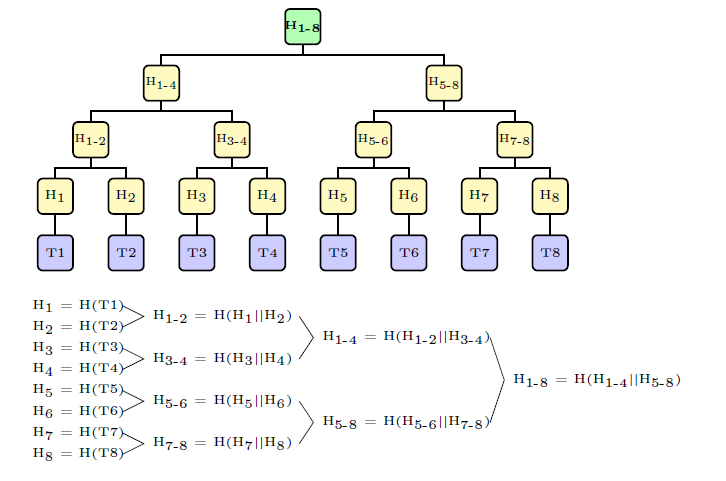 H₁₋₈
H₁₋₄ H₅₋₈
H₁₋₂ H₃₋₄ H₅₋₆ H₇₋₈
H₁ H₂ H₃ H₄ H₅ H₆ H₇ H₈
T1 T2 T3 T4 T5 T6 T7 T8
H₁ = H(T1)
H₂ = H(T2)
H₃ = H(T3)
H₄ = H(T4)
H₅ = H(T5)
H₆ = H(T6)
H₇ = H(T7)
H₈ = H(T8)
H₁₋₂ = H(H₁||H₂)
H₃₋₄ = H(H₃||H₄)
H₅₋₆ = H(H₅||H₆)
H₇₋₈ = H(H₇||H₈)
H₁₋₄ = H(H₁₋₂||H₃₋₄)
H₅₋₈ = H(H₅₋₆||H₇₋₈)
H₁₋₈ = H(H₁₋₄||H₅₋₈)